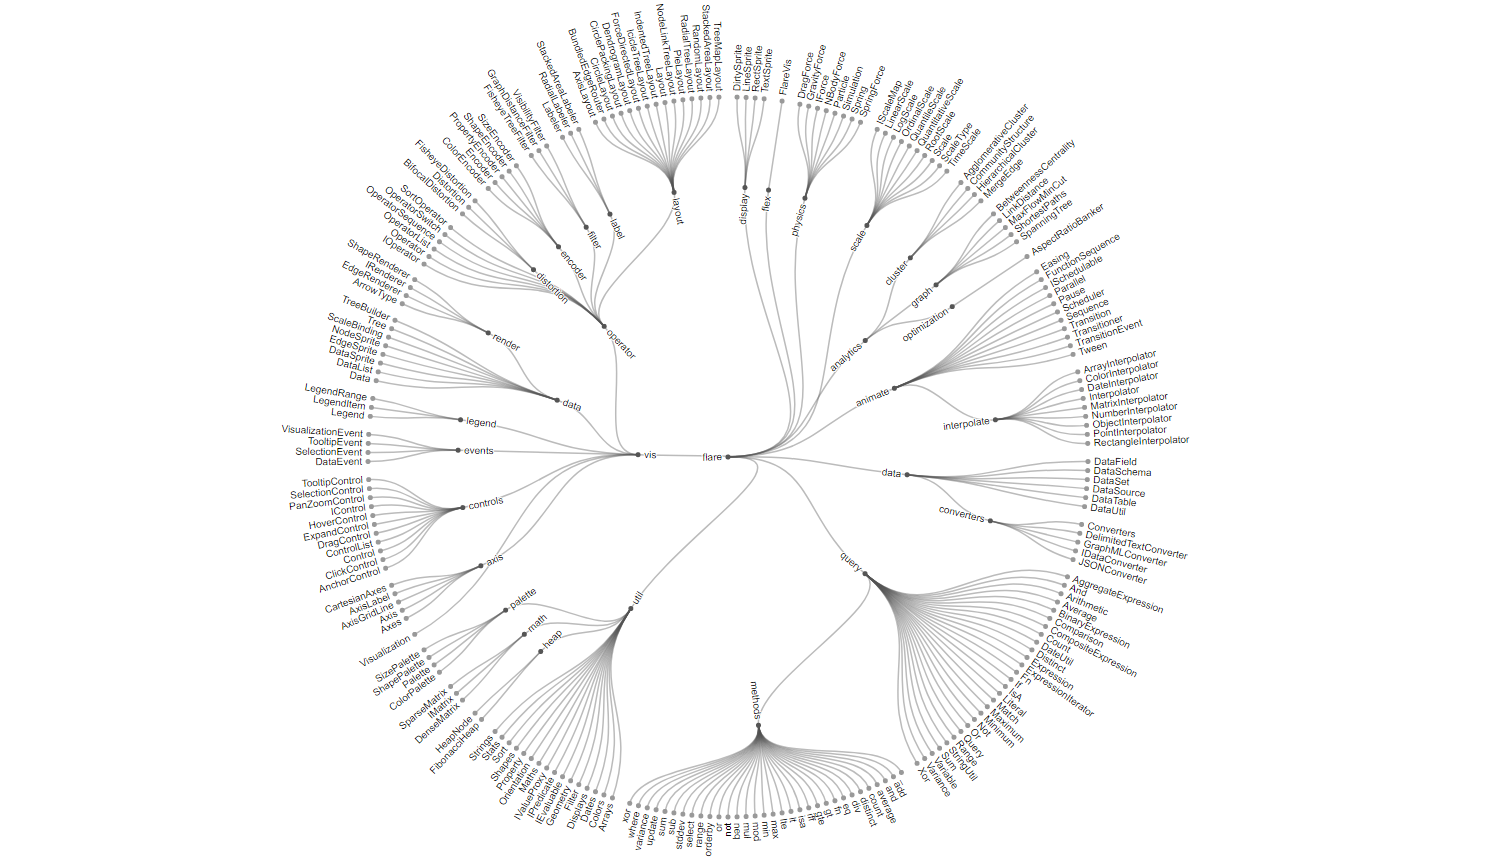 flare
analytics
cluster
AgglomerativeCluster
CommunityStructure
HierarchicalCluster
MergeEdge
graph
BetweennessCentrality
LinkDistance
MaxFlowMinCut
ShortestPaths
SpanningTree
optimization
AspectRatioBanker
animate
Easing
FunctionSequence
ISchedulable
Parallel
Pause
Scheduler
Sequence
Transition
Transitioner
TransitionEvent
Tween
interpolate
ArrayInterpolator
ColorInterpolator
DateInterpolator
Interpolator
MatrixInterpolator
NumberInterpolator
ObjectInterpolator
PointInterpolator
RectangleInterpolator
data
DataField
DataSchema
DataSet
DataSource
DataTable
DataUtil
converters
Converters
DelimitedTextConverter
GraphMLConverter
IDataConverter
JSONConverter
query
AggregateExpression
And
Arithmetic
Average
BinaryExpression
Comparison
CompositeExpression
Count
DateUtil
Distinct
Expression
ExpressionIterator
Fn
If
IsA
Literal
Match
Maximum
Minimum
Not
Or
Query
Range
StringUtil
Sum
Variable
Variance
Xor
methods
add
and
average
count
distinct
div
eq
fn
gt
gte
iff
isa
it
lte
max
min
mod
mul
neq
not
or
orderby
range
select
stddev
sub
sum
update
variance
where
xor
util
Arrays
Colors
Dates
Displays
Filter
Geometry
IEvaluable
IPredicate
IValueProxy
Maths
Orientation
Property
Shapes
Sort
Stats
Strings
heap
FibonacciHeap
HeapNode
math
DenseMatrix
IMatrix
SparseMatrix
palette
ColorPalette
Palette
ShapePalette
SizePalette
vis
Visualization
axis
Axes
Axis
AxisGridLine
AxisLabel
CartesianAxes
controls
AnchorControl
ClickControl
Control
ControlList
DragControl
ExpandControl
HoverControl
IControl
PanZoomControl
SelectionControl
TooltipControl
events
DataEvent
SelectionEvent
TooltipEvent
VisualizationEvent
legend
Legend
LegendItem
LegendRange
data
Data
DataList
DataSprite
EdgeSprite
NodeSprite
ScaleBinding
Tree
TreeBuilder
render
ArrowType
EdgeRenderer
IRenderer
ShapeRenderer
operator
IOperator
Operator
OperatorList
OperatorSequence
OperatorSwitch
SortOperator
distortion
BifocalDistortion
Distortion
FisheyeDistortion
encoder
ColorEncoder
Encoder
PropertyEncoder
ShapeEncoder
SizeEncoder
filter
FisheyeTreeFilter
GraphDistanceFilter
VisibilityFilter
label
Labeler
RadialLabeler
StackedAreaLabeler
layout
AxisLayout
BundledEdgeRouter
CircleLayout
CirclePackingLayout
DendrogramLayout
ForceDirectedLayout
IcicleTreeLayout
IndentedTreeLayout
Layout
NodeLinkTreeLayout
PieLayout
RadialTreeLayout
RandomLayout
StackedAreaLayout
TreeMapLayout
display
DirtySprite
LineSprite
RectSprite
TextSprite
flex
FlareVis
physics
DragForce
GravityForce
IForce
NBodyForce
Particle
Simulation
Spring
SpringForce
scale
IScaleMap
LinearScale
LogScale
OrdinalScale
QuantileScale
QuantitativeScale
RootScale
Scale
ScaleType
TimeScale